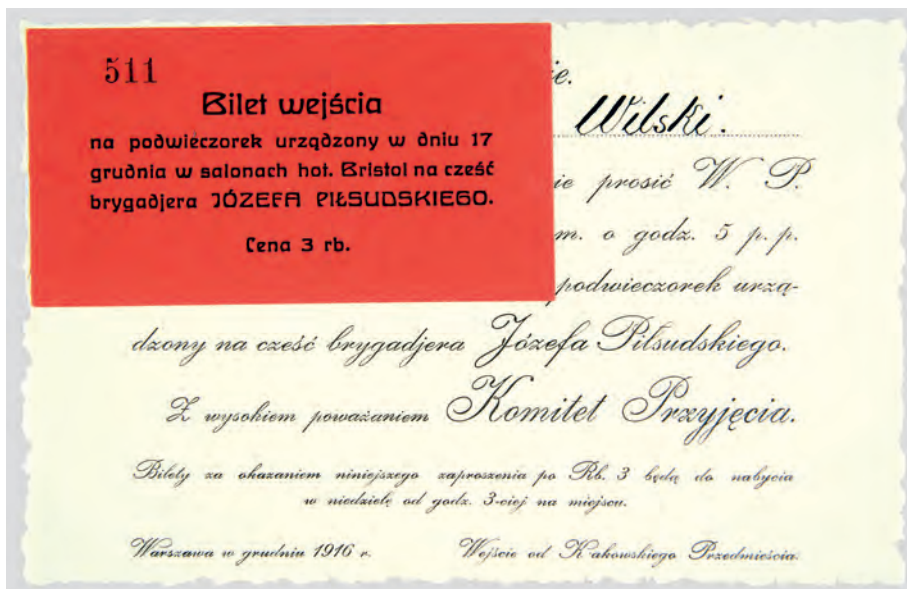 511
Bilet wejścia
na podwieczorek urządzony w dniu 17
grudnia w salonach hot. Bristol na cześć
brygadjera JÓZEFA PIŁSUDSKIEGO.
Cena 3 rb.
ie.
Wilski.
ie prosić W. P.
m. o godz. 5 p. p.
podwieczorek urzą-
dzony na cześć brygadjera Józefa Piłsudskiego.
Z wysokiem poważaniem Komitet Przyjęcia.
Bilety za okazaniem niniejszego zaproszenia po Rb. 3 będą do nabycia
w niedzielę od godz. 3-ciej na miejscu.
Warszawa w grudniu 1916 r. Wejście od Krakowskiego Przedmieścia.